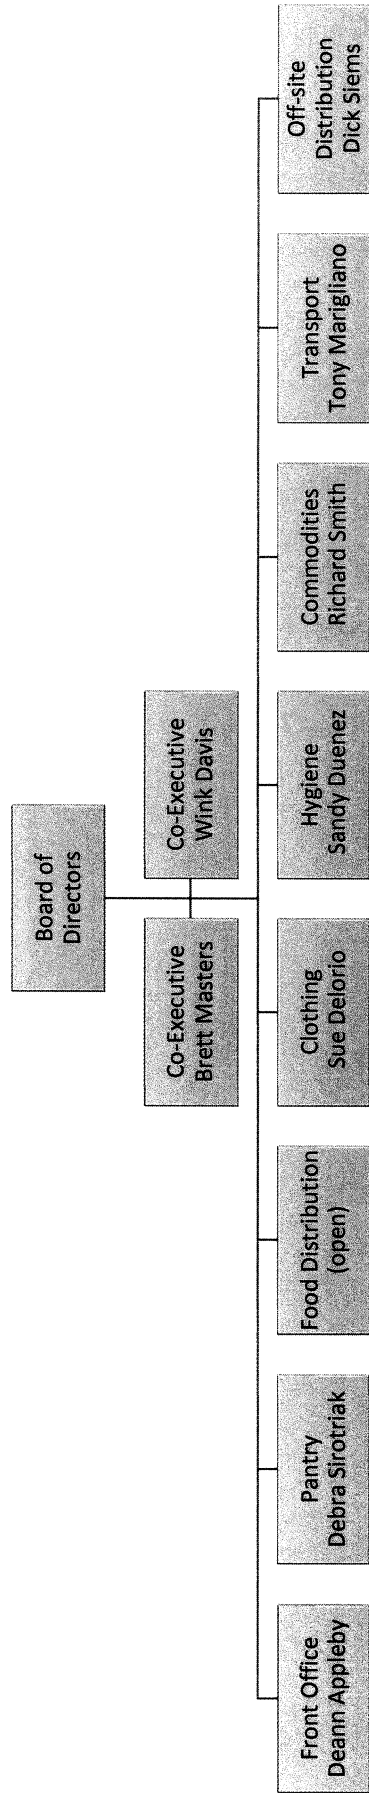 Board of
Directors
Co-Executive
Brett Masters
Co-Executive
Wink Davis
Front Office
Deann Appleby
Pantry
Debra Sirotriak
Food Distribution
(open)
Clothing
Sue Delorio
Hygiene
Sandy Duenez
Commodities
Richard Smith
Transport
Tony Marigliano
Off-site
Distribution
Dick Siems